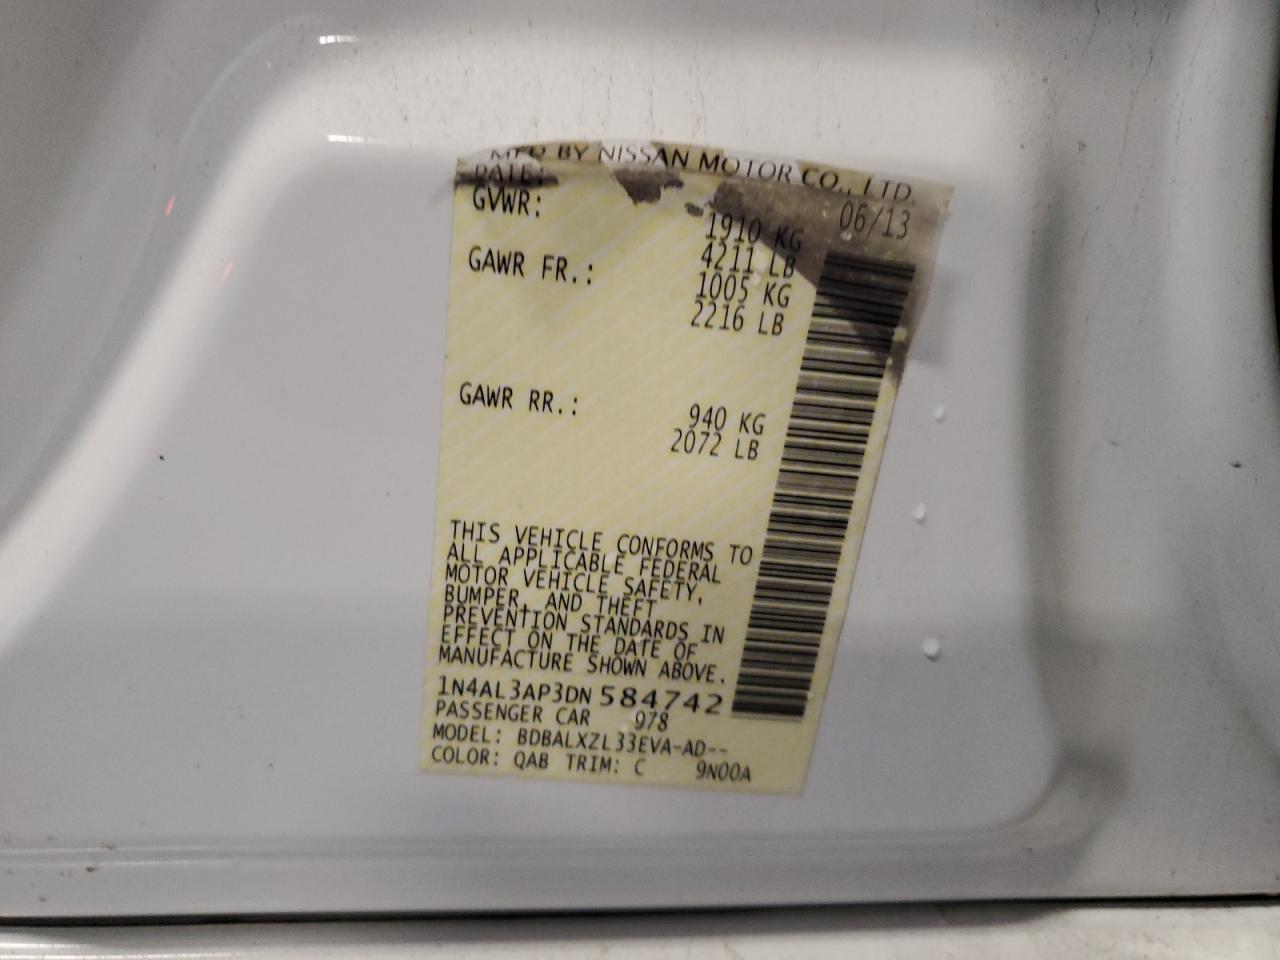 MFD BY NISSAN MOTOR CO., LTD.
DATE: 06/13
GVWR: 1910 KG
4211 LB
GAWR FR.: 1005 KG
2216 LB
GAWR RR.: 940 KG
2072 LB
THIS VEHICLE CONFORMS TO
ALL APPLICABLE FEDERAL
MOTOR VEHICLE SAFETY,
BUMPER, AND THEFT
PREVENTION STANDARDS IN
EFFECT ON THE DATE OF
MANUFACTURE SHOWN ABOVE.
1N4AL3AP3DN584742
PASSENGER CAR 978
MODEL: BDBALXZL33EVA-AD--
COLOR: QAB TRIM: C 9N00A